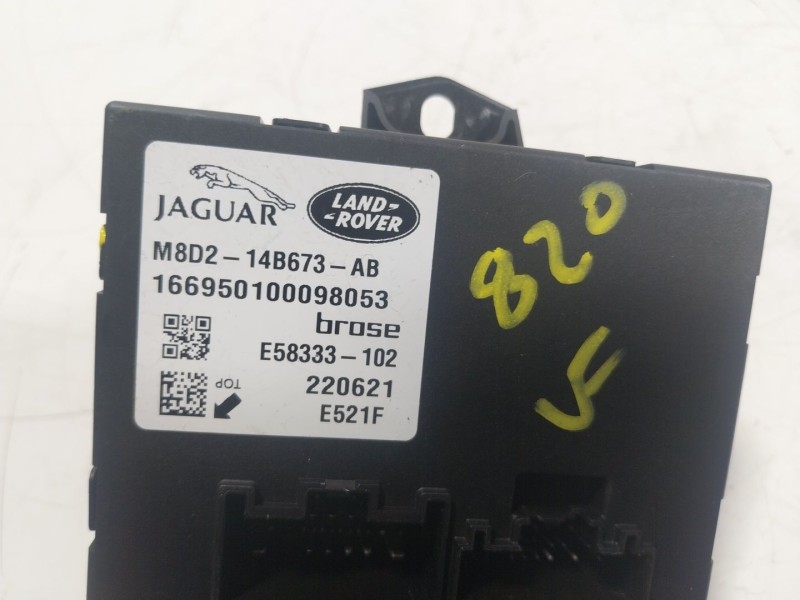 JAGUAR
LAND-
-ROVER
M8D2-14B673-AB
166950100098053
brose
E58333-102
TOP
220621
E521F
820